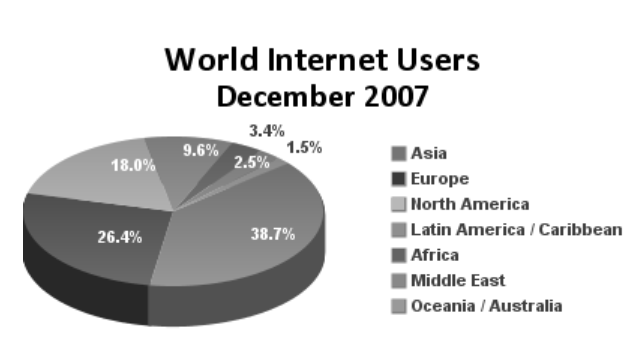 World Internet Users
December 2007
3.4%
1.5%
9.6%
2.5%
18.0%
38.7%
26.4%
Asia
Europe
North America
Latin America / Caribbean
Africa
Middle East
Oceania / Australia